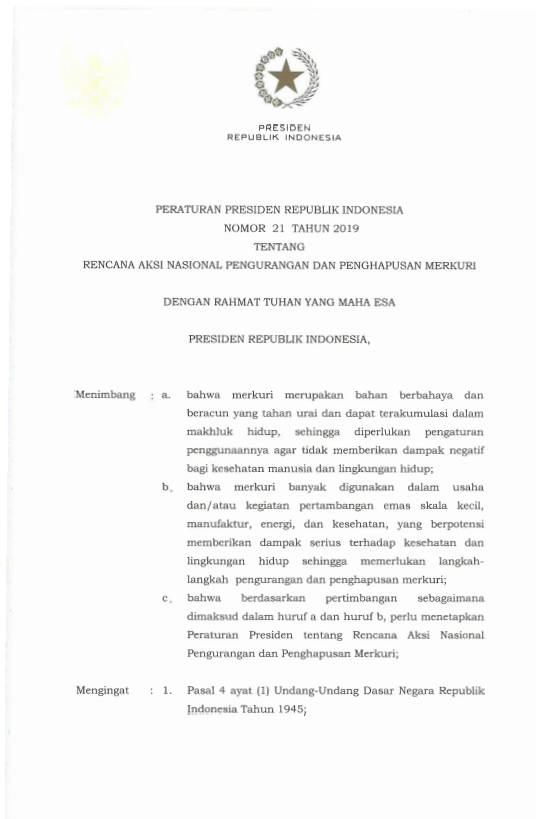 PRESIDEN
REPUBLIK INDONESIA
PERATURAN PRESIDEN REPUBLIK INDONESIA
NOMOR 21 TAHUN 2019
TENTANG
RENCANA AKSI NASIONAL PENGURANGAN DAN PENGHAPUSAN MERKURI
DENGAN RAHMAT TUHAN YANG MAHA ESA
PRESIDEN REPUBLIK INDONESIA,
Menimbang : a. bahwa merkuri merupakan bahan berbahaya dan
beracun yang tahan urai dan dapat terakumulasi dalam
makhluk hidup, sehingga diperlukan pengaturan
penggunaannya agar tidak memberikan dampak negatif
bagi kesehatan manusia dan lingkungan hidup;
b. bahwa merkuri banyak digunakan dalam usaha
dan/atau kegiatan pertambangan emas skala kecil,
manufaktur, energi, dan kesehatan, yang berpotensi
memberikan dampak serius terhadap kesehatan dan
lingkungan hidup sehingga memerlukan langkah-
langkah pengurangan dan penghapusan merkuri;
c. bahwa berdasarkan pertimbangan sebagaimana
dimaksud dalam huruf a dan huruf b, perlu menetapkan
Peraturan Presiden tentang Rencana Aksi Nasional
Pengurangan dan Penghapusan Merkuri;
Mengingat : 1. Pasal 4 ayat (1) Undang-Undang Dasar Negara Republik
Indonesia Tahun 1945;